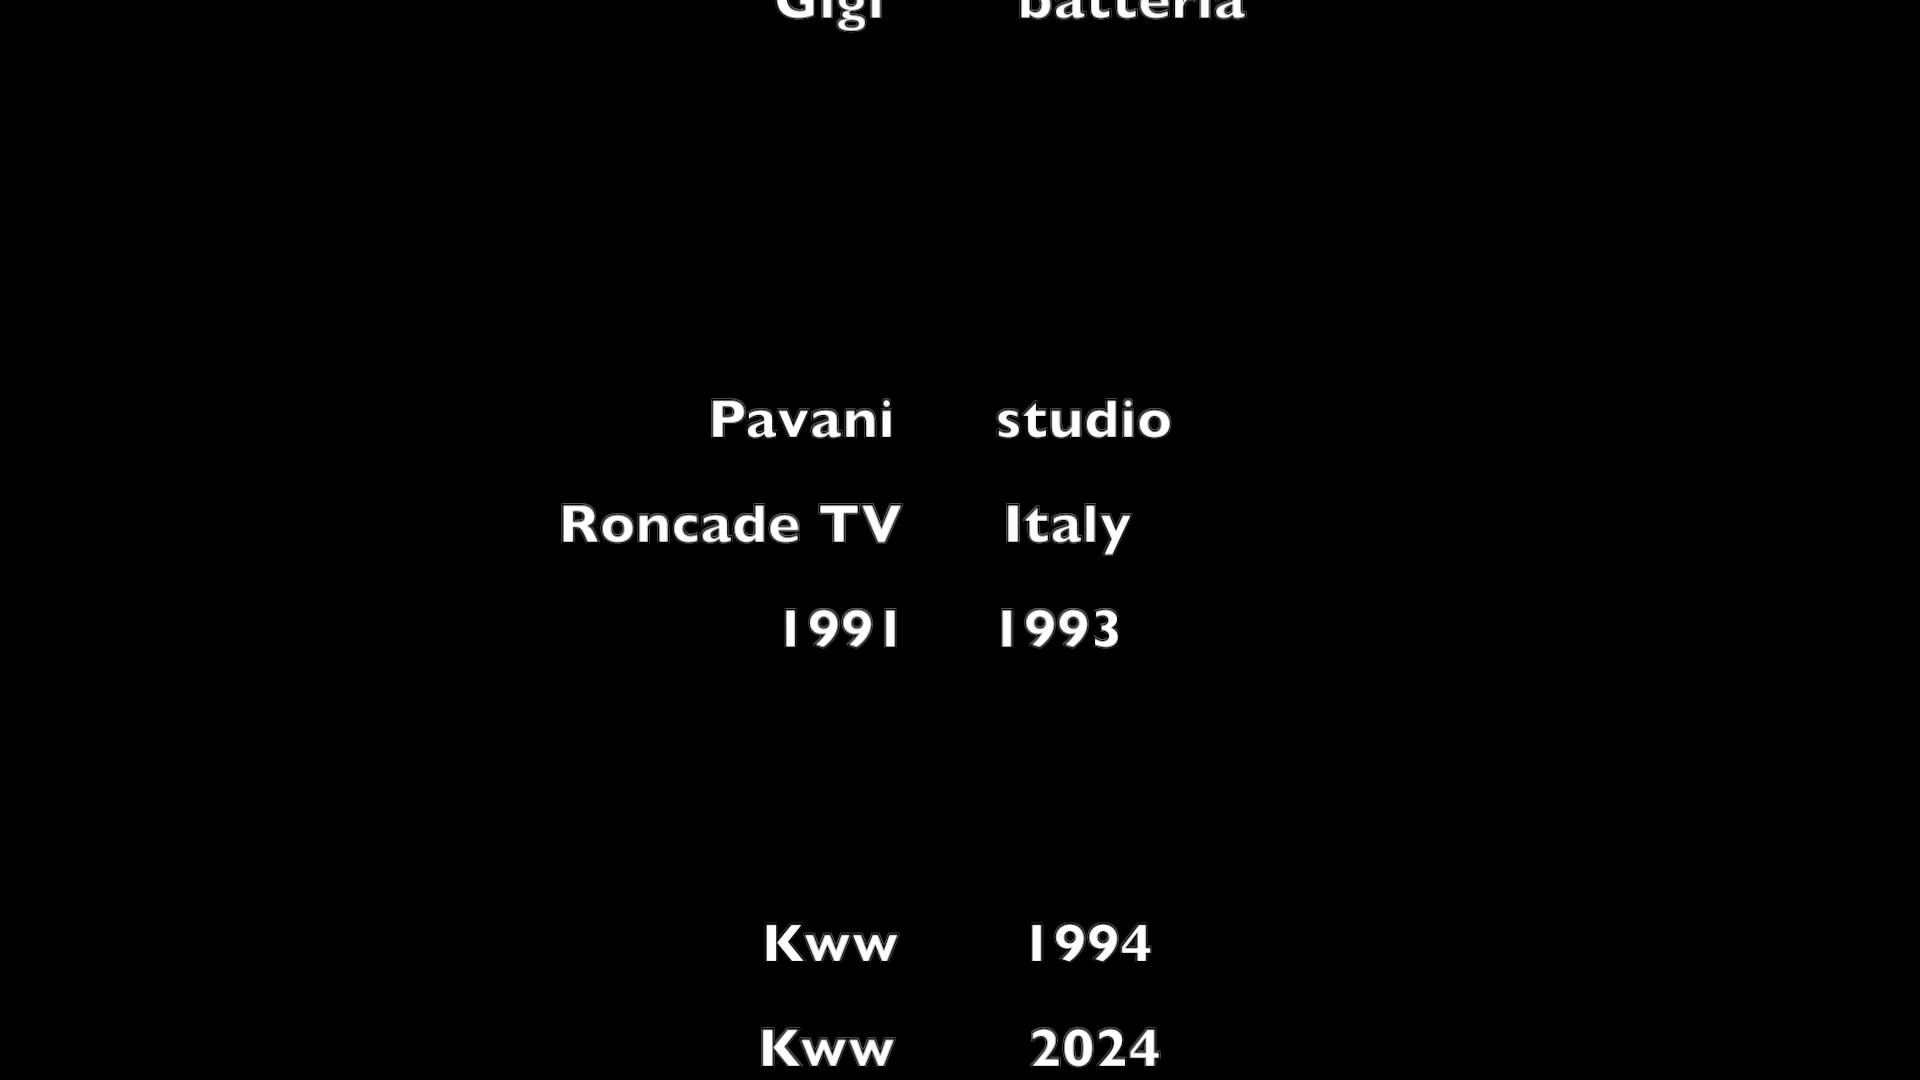 Gigi batteria
Pavani studio
Roncade TV Italy
1991 1993
Kww 1994
Kww 2024